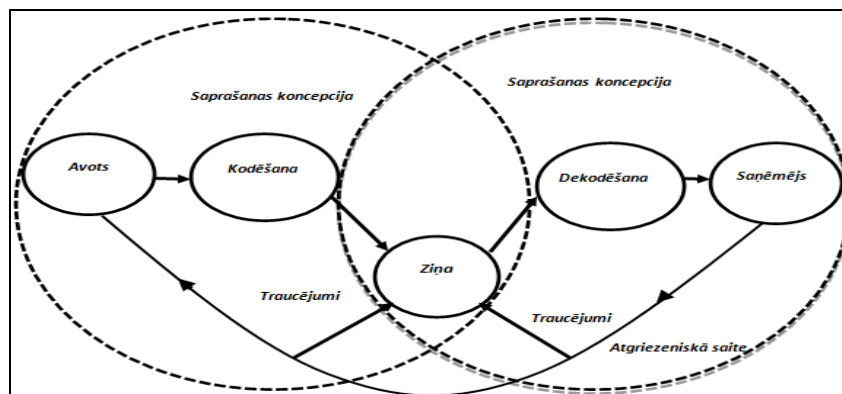 Saprašanas koncepcija
Saprašanas koncepcija
Avots
Kodēšana
Dekodēšana
Saņēmējs
Ziņa
Traucējumi
Traucējumi
Atgriezeniskā saite